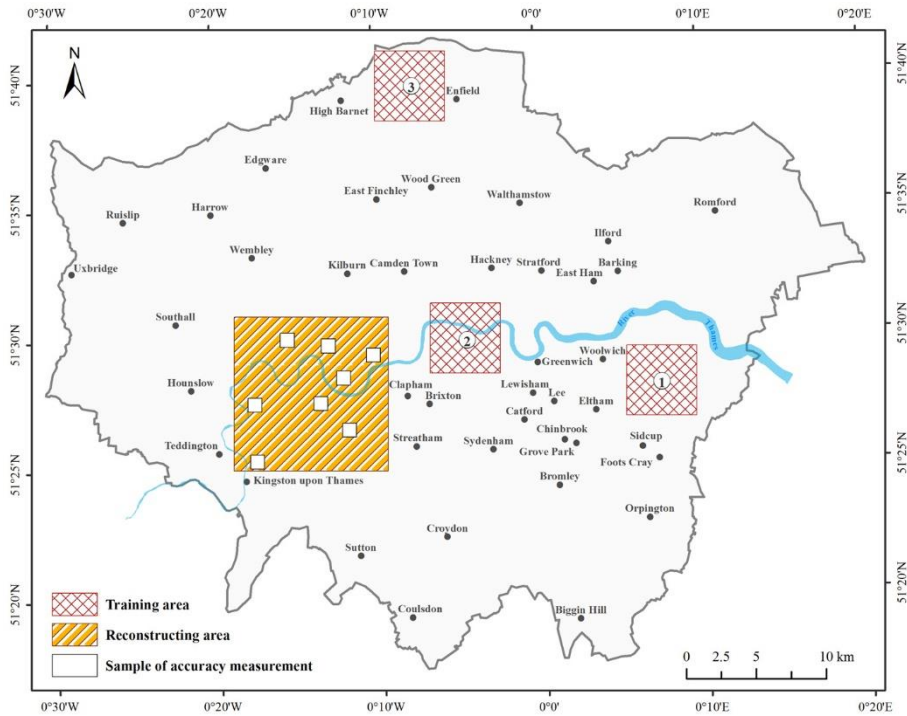 0°30'W 0°20'W 0°10'W 0°0' 0°10'E 0°20'E
51°40'N
51°35'N
51°30'N
51°25'N
51°20'N
51°40'N
51°35'N
51°30'N
51°25'N
51°20'N
N
3
Enfield
High Barnet
Edgware
Wood Green
East Finchley
Walthamstow
Romford
Ruislip
Harrow
Ilford
Wembley
Kilburn
Camden Town
Hackney
Stratford
Barking
East Ham
Uxbridge
Southall
2
River
Thames
Greenwich
Woolwich
1
Hounslow
Clapham
Brixton
Lewisham
Lee
Eltham
Catford
Chinbrook
Teddington
Streatham
Sydenham
Grove Park
Sidcup
Foots Cray
Kingston upon Thames
Bromley
Orpington
Croydon
Sutton
Coulsdon
Biggin Hill
Training area
Reconstructing area
Sample of accuracy measurement
0 2.5 5 10 km
0°30'W 0°20'W 0°10'W 0°0' 0°10'E 0°20'E